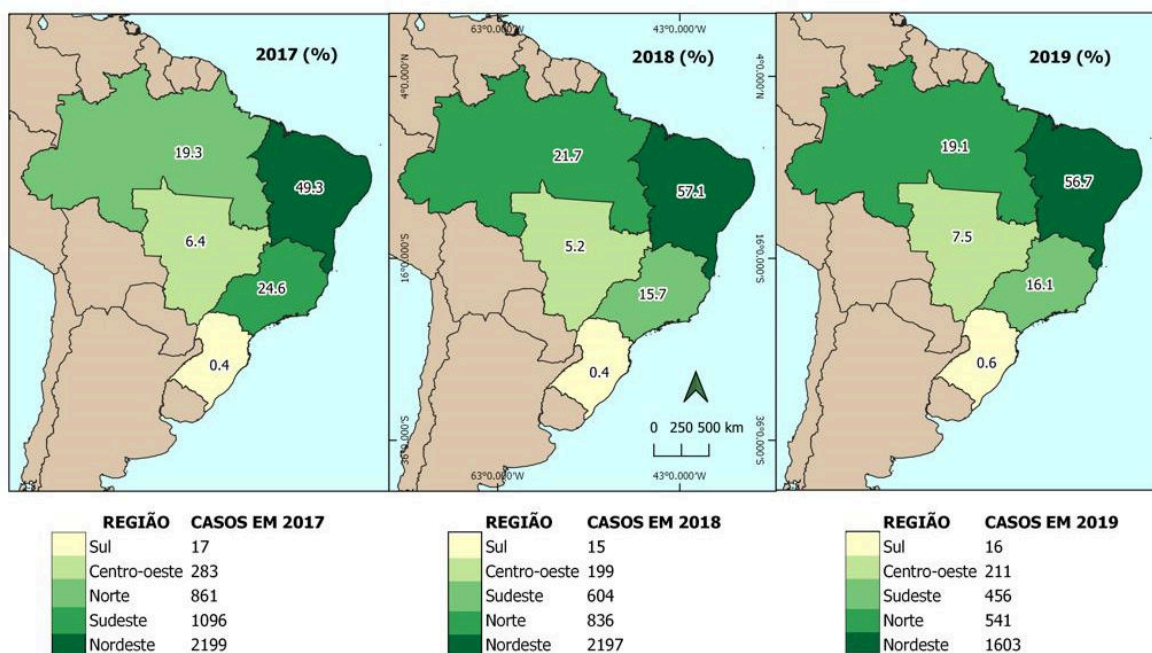 2017 (%)
19.3
49.3
6.4
24.6
0.4
63°0.000'W 43°0.000'W
2018 (%)
4°0.000'N
21.7
57.1
5.2
16°0.000'S
15.7
0.4
0 250 500 km
36°0.000'S
63°0.000'W 43°0.000'W
2019 (%)
4°0.000'N
19.1
56.7
7.5
16°0.000'S
16.1
0.6
36°0.000'S
REGIÃO CASOS EM 2017
Sul 17
Centro-oeste 283
Norte 861
Sudeste 1096
Nordeste 2199
REGIÃO CASOS EM 2018
Sul 15
Centro-oeste 199
Sudeste 604
Norte 836
Nordeste 2197
REGIÃO CASOS EM 2019
Sul 16
Centro-oeste 211
Sudeste 456
Norte 541
Nordeste 1603